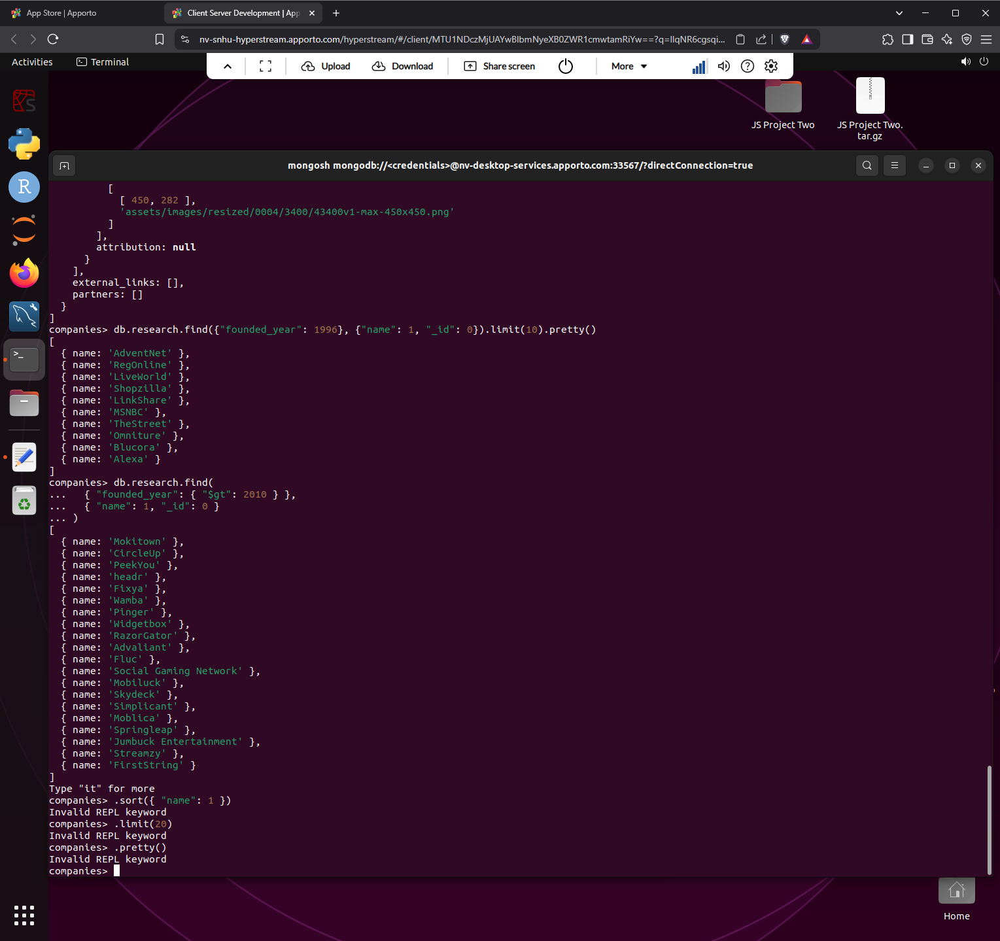 App Store | Apporto
Client Server Development | App
nv-snhu-hyperstream.apporto.com/hyperstream/#/client/MTU1NDczMjUAYwBlbmNyeXB0ZWR1cmwtamRiYw==?q=IlqNR6cgsqi...
Activities
Terminal
Upload
Download
Share screen
More
JS Project Two
JS Project Two.
tar.gz
mongosh mongodb://<credentials>@nv-desktop-services.apporto.com:33567/?directConnection=true
[
[ 450, 282 ],
'assets/images/resized/0004/3400/43400v1-max-450x450.png'
]
],
attribution: null
}
],
external_links: [],
partners: []
}
]
companies> db.research.find({"founded_year": 1996}, {"name": 1, "_id": 0}).limit(10).pretty()
[
{ name: 'AdventNet' },
{ name: 'RegOnline' },
{ name: 'LiveWorld' },
{ name: 'Shopzilla' },
{ name: 'LinkShare' },
{ name: 'MSNBC' },
{ name: 'TheStreet' },
{ name: 'Omniture' },
{ name: 'Blucora' },
{ name: 'Alexa' }
]
companies> db.research.find(
... { "founded_year": { "$gt": 2010 } },
... { "name": 1, "_id": 0 }
... )
[
{ name: 'Mokitown' },
{ name: 'CircleUp' },
{ name: 'PeekYou' },
{ name: 'headr' },
{ name: 'Fixya' },
{ name: 'Wamba' },
{ name: 'Pinger' },
{ name: 'Widgetbox' },
{ name: 'RazorGator' },
{ name: 'Advaliant' },
{ name: 'Fluc' },
{ name: 'Social Gaming Network' },
{ name: 'Mobiluck' },
{ name: 'Skydeck' },
{ name: 'Simplicant' },
{ name: 'Moblica' },
{ name: 'Springleap' },
{ name: 'Jumbuck Entertainment' },
{ name: 'Streamzy' },
{ name: 'FirstString' }
]
Type "it" for more
companies> .sort({ "name": 1 })
Invalid REPL keyword
companies> .limit(20)
Invalid REPL keyword
companies> .pretty()
Invalid REPL keyword
companies>
Home